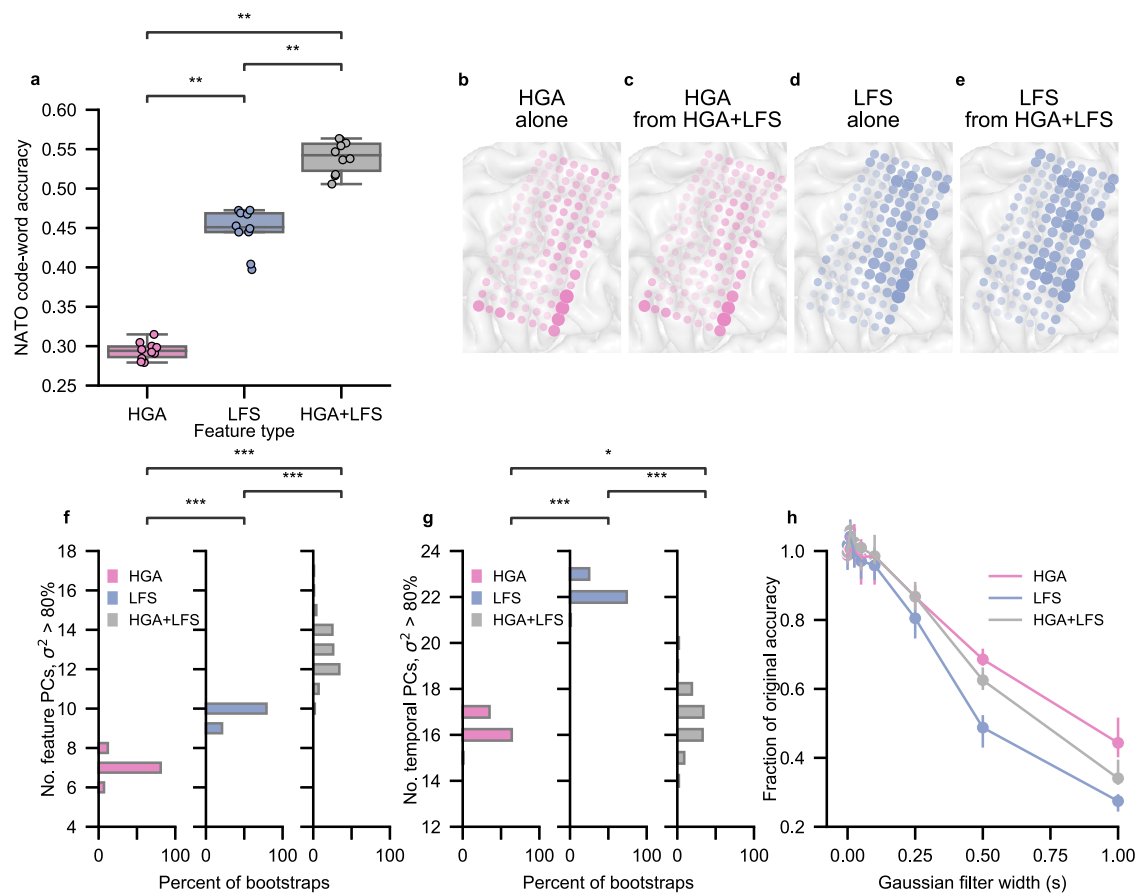 **
**
**
a
b
c
d
e
HGA
alone
HGA
from HGA+LFS
LFS
alone
LFS
from HGA+LFS
NATO code-word accuracy
0.60
0.55
0.50
0.45
0.40
0.35
0.30
0.25
HGA
LFS
HGA+LFS
Feature type
***
***
***
f
No. feature PCs, σ² > 80%
18
16
14
12
10
8
6
4
HGA
LFS
HGA+LFS
0
100
0
100
0
100
Percent of bootstraps
*
***
***
g
No. temporal PCs, σ² > 80%
24
22
20
18
16
14
12
HGA
LFS
HGA+LFS
0
100
0
100
0
100
Percent of bootstraps
h
Fraction of original accuracy
1.0
0.8
0.6
0.4
0.2
HGA
LFS
HGA+LFS
0.00
0.25
0.50
0.75
1.00
Gaussian filter width (s)